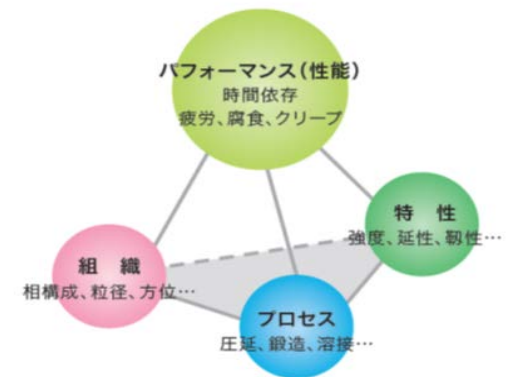 パフォーマンス(性能)
時間依存
疲労、腐食、クリープ
特 性
強度、延性、靱性…
組 織
相構成、粒径、方位…
プロセス
圧延、鍛造、溶接…